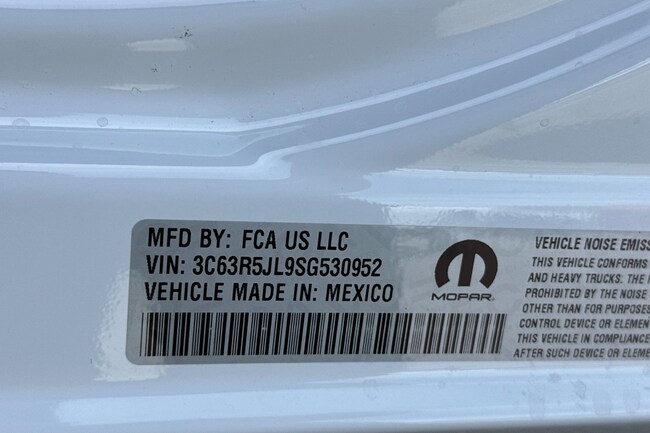 MFD BY: FCA US LLC
VIN: 3C63R5JL9SG530952
VEHICLE MADE IN: MEXICO
MOPAR
VEHICLE NOISE EMISS
THIS VEHICLE CONFORMS
AND HEAVY TRUCKS. THE
PROHIBITED BY THE NOISE
OTHER THAN FOR PURPOSES
CONTROL DEVICE OR ELEMEN
THIS VEHICLE IN COMPLIANCE
AFTER SUCH DEVICE OR ELEME